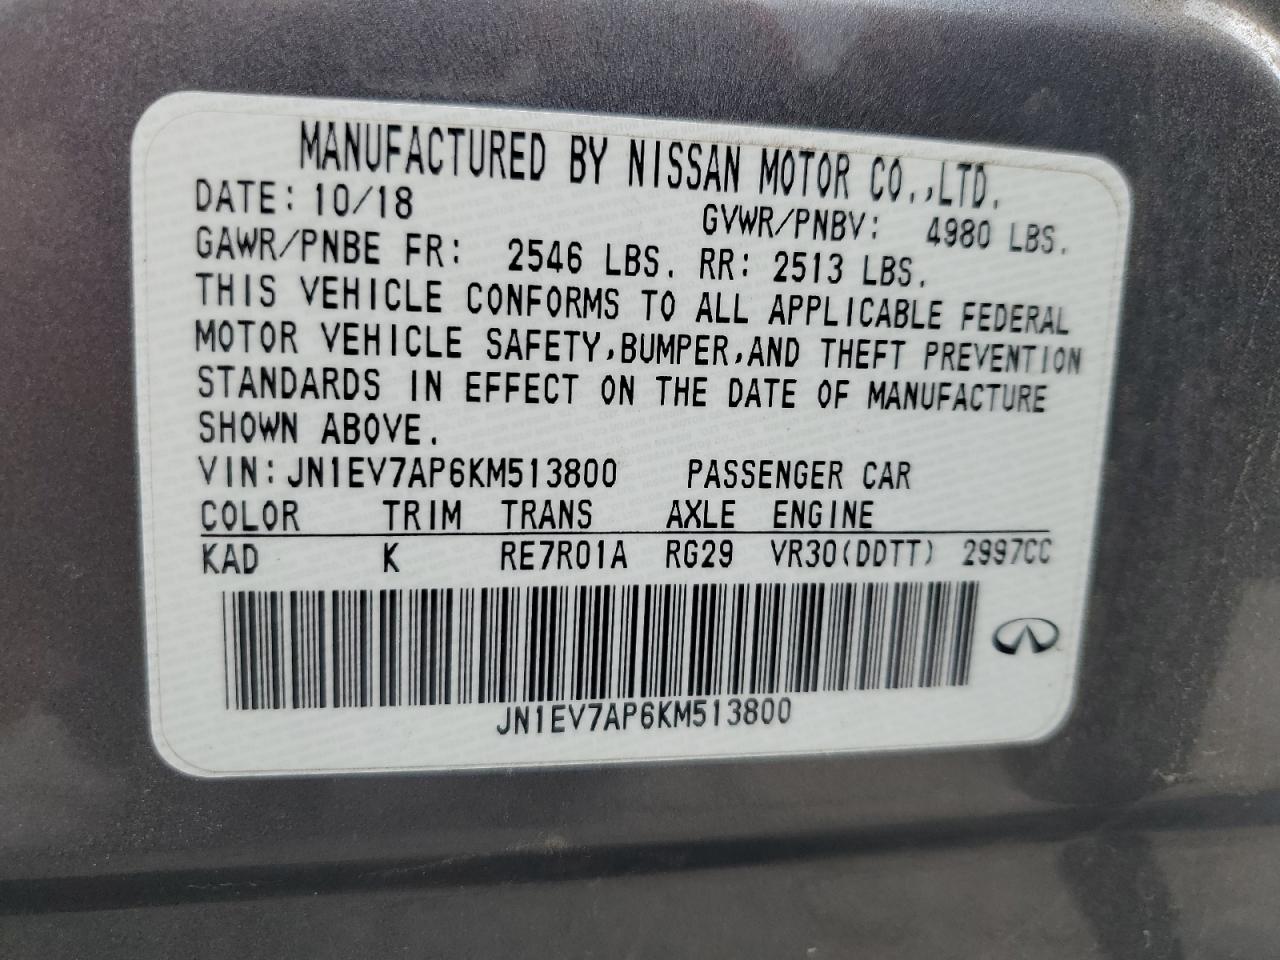 MANUFACTURED BY NISSAN MOTOR CO.,LTD.
DATE: 10/18 GVWR/PNBV: 4980 LBS.
GAWR/PNBE FR: 2546 LBS. RR: 2513 LBS.
THIS VEHICLE CONFORMS TO ALL APPLICABLE FEDERAL
MOTOR VEHICLE SAFETY,BUMPER,AND THEFT PREVENTION
STANDARDS IN EFFECT ON THE DATE OF MANUFACTURE
SHOWN ABOVE.
VIN: JN1EV7AP6KM513800 PASSENGER CAR
COLOR TRIM TRANS AXLE ENGINE
KAD K RE7R01A RG29 VR30(DDTT) 2997CC
JN1EV7AP6KM513800